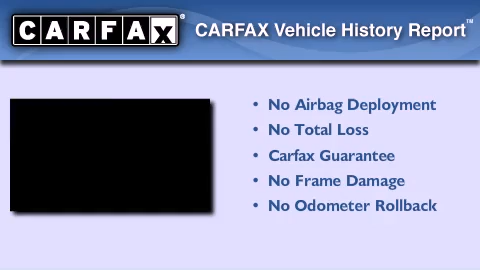 CARFAX® CARFAX Vehicle History Report™
• No Airbag Deployment
• No Total Loss
• Carfax Guarantee
• No Frame Damage
• No Odometer Rollback